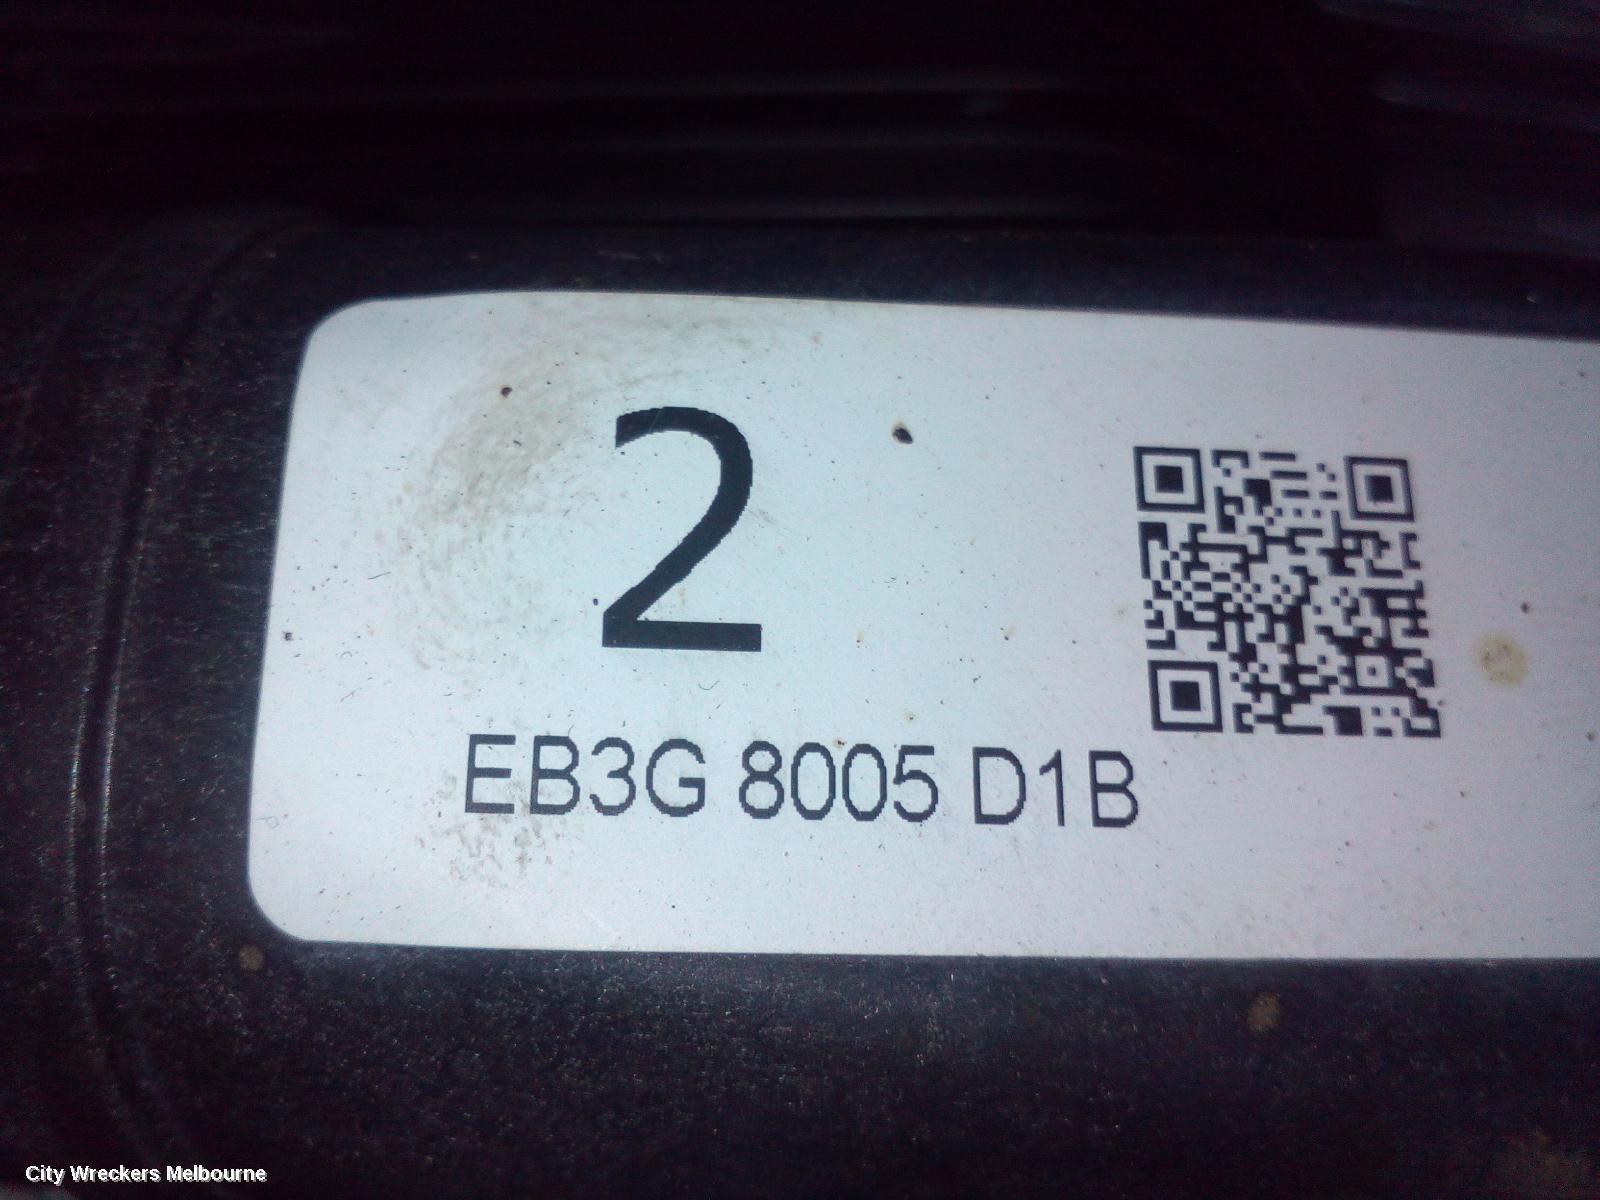 2
EB3G 8005 D1B
City Wreckers Melbourne